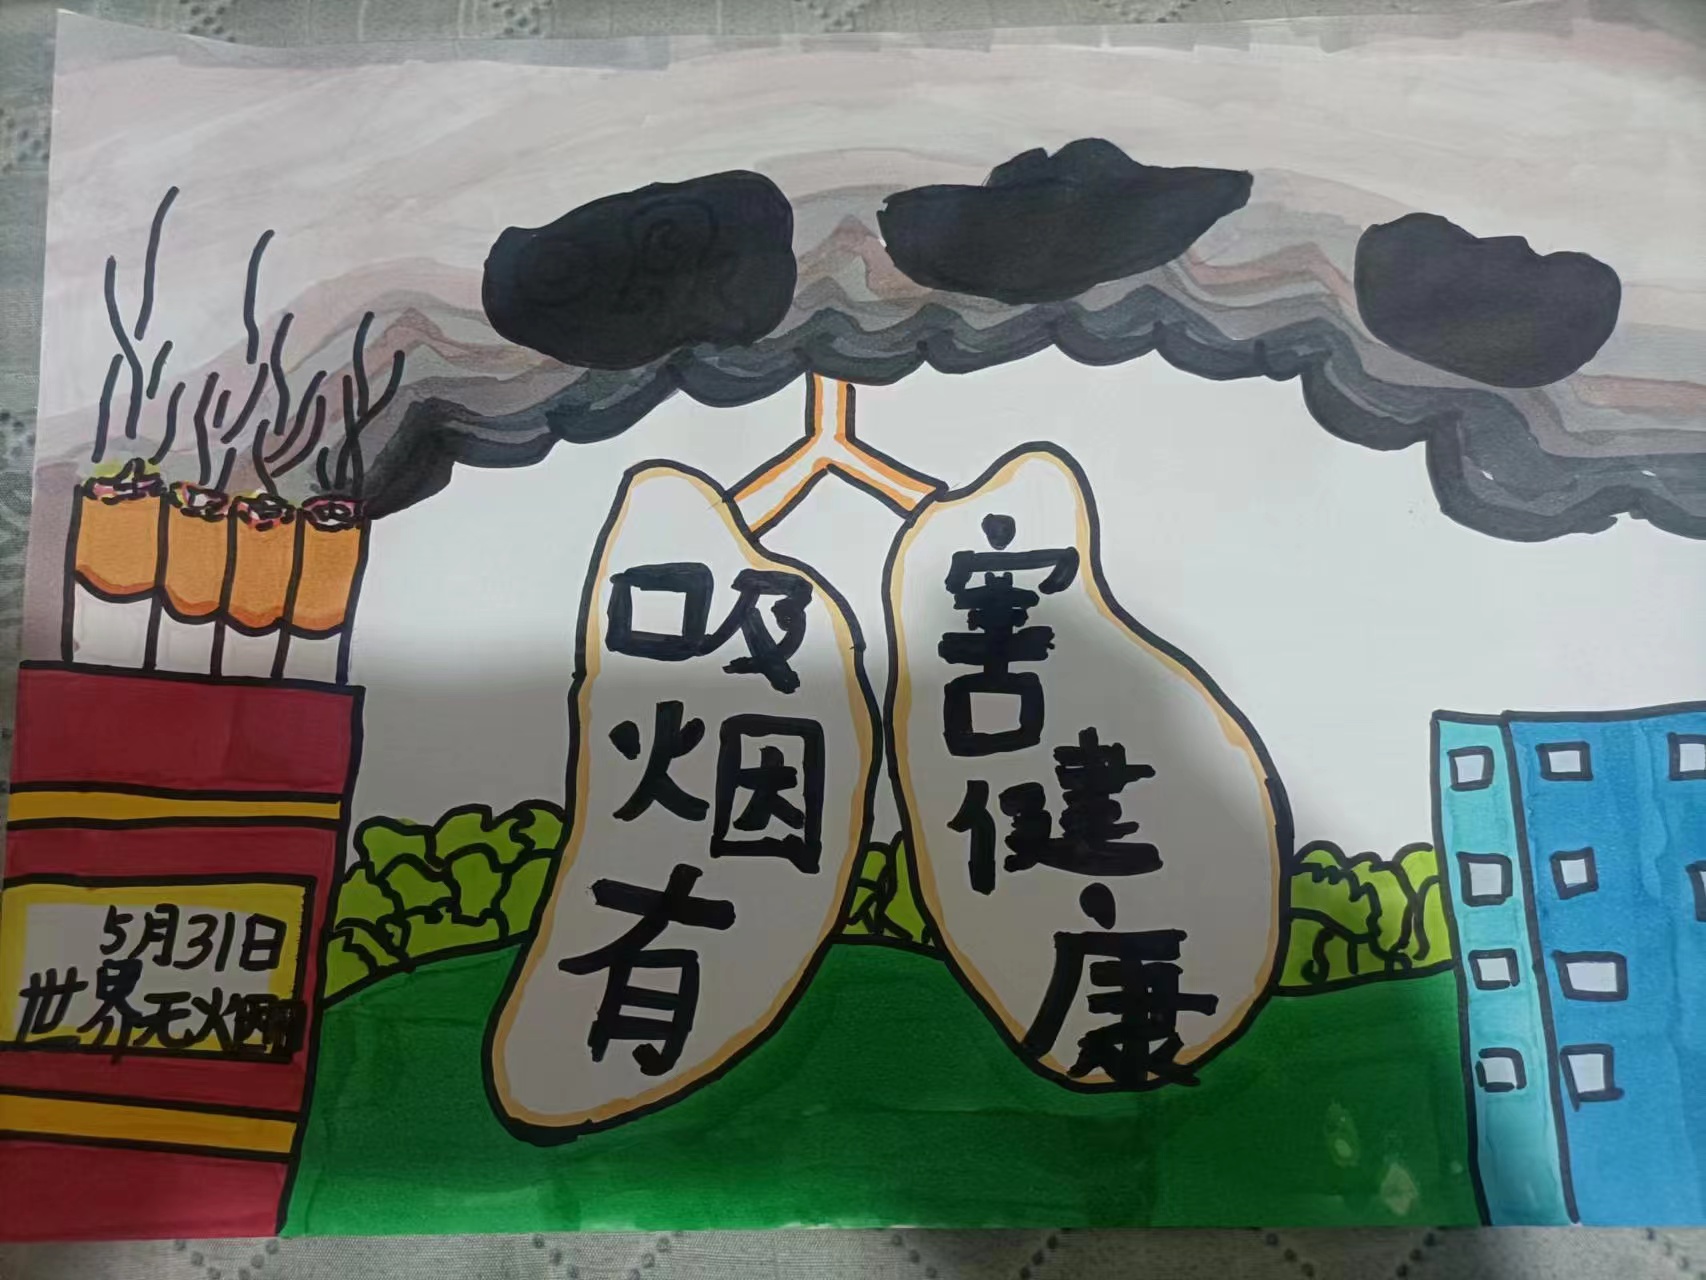 吸
烟
有
害
健
康
5月31日
世界无烟日